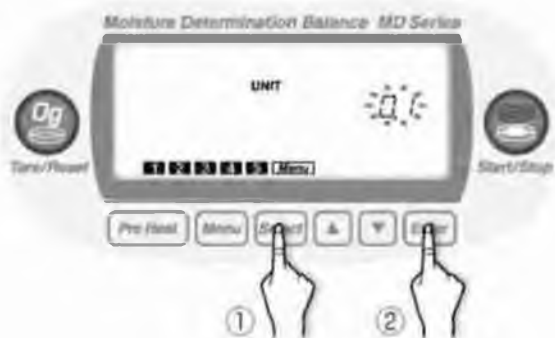 Moisture Determination Balance MD Series
UNIT
0g
Tare/Reset
Start/Stop
1 2 3 4 5 Menu
Pre Heat Menu Select ▲ ▼ Enter
① ②